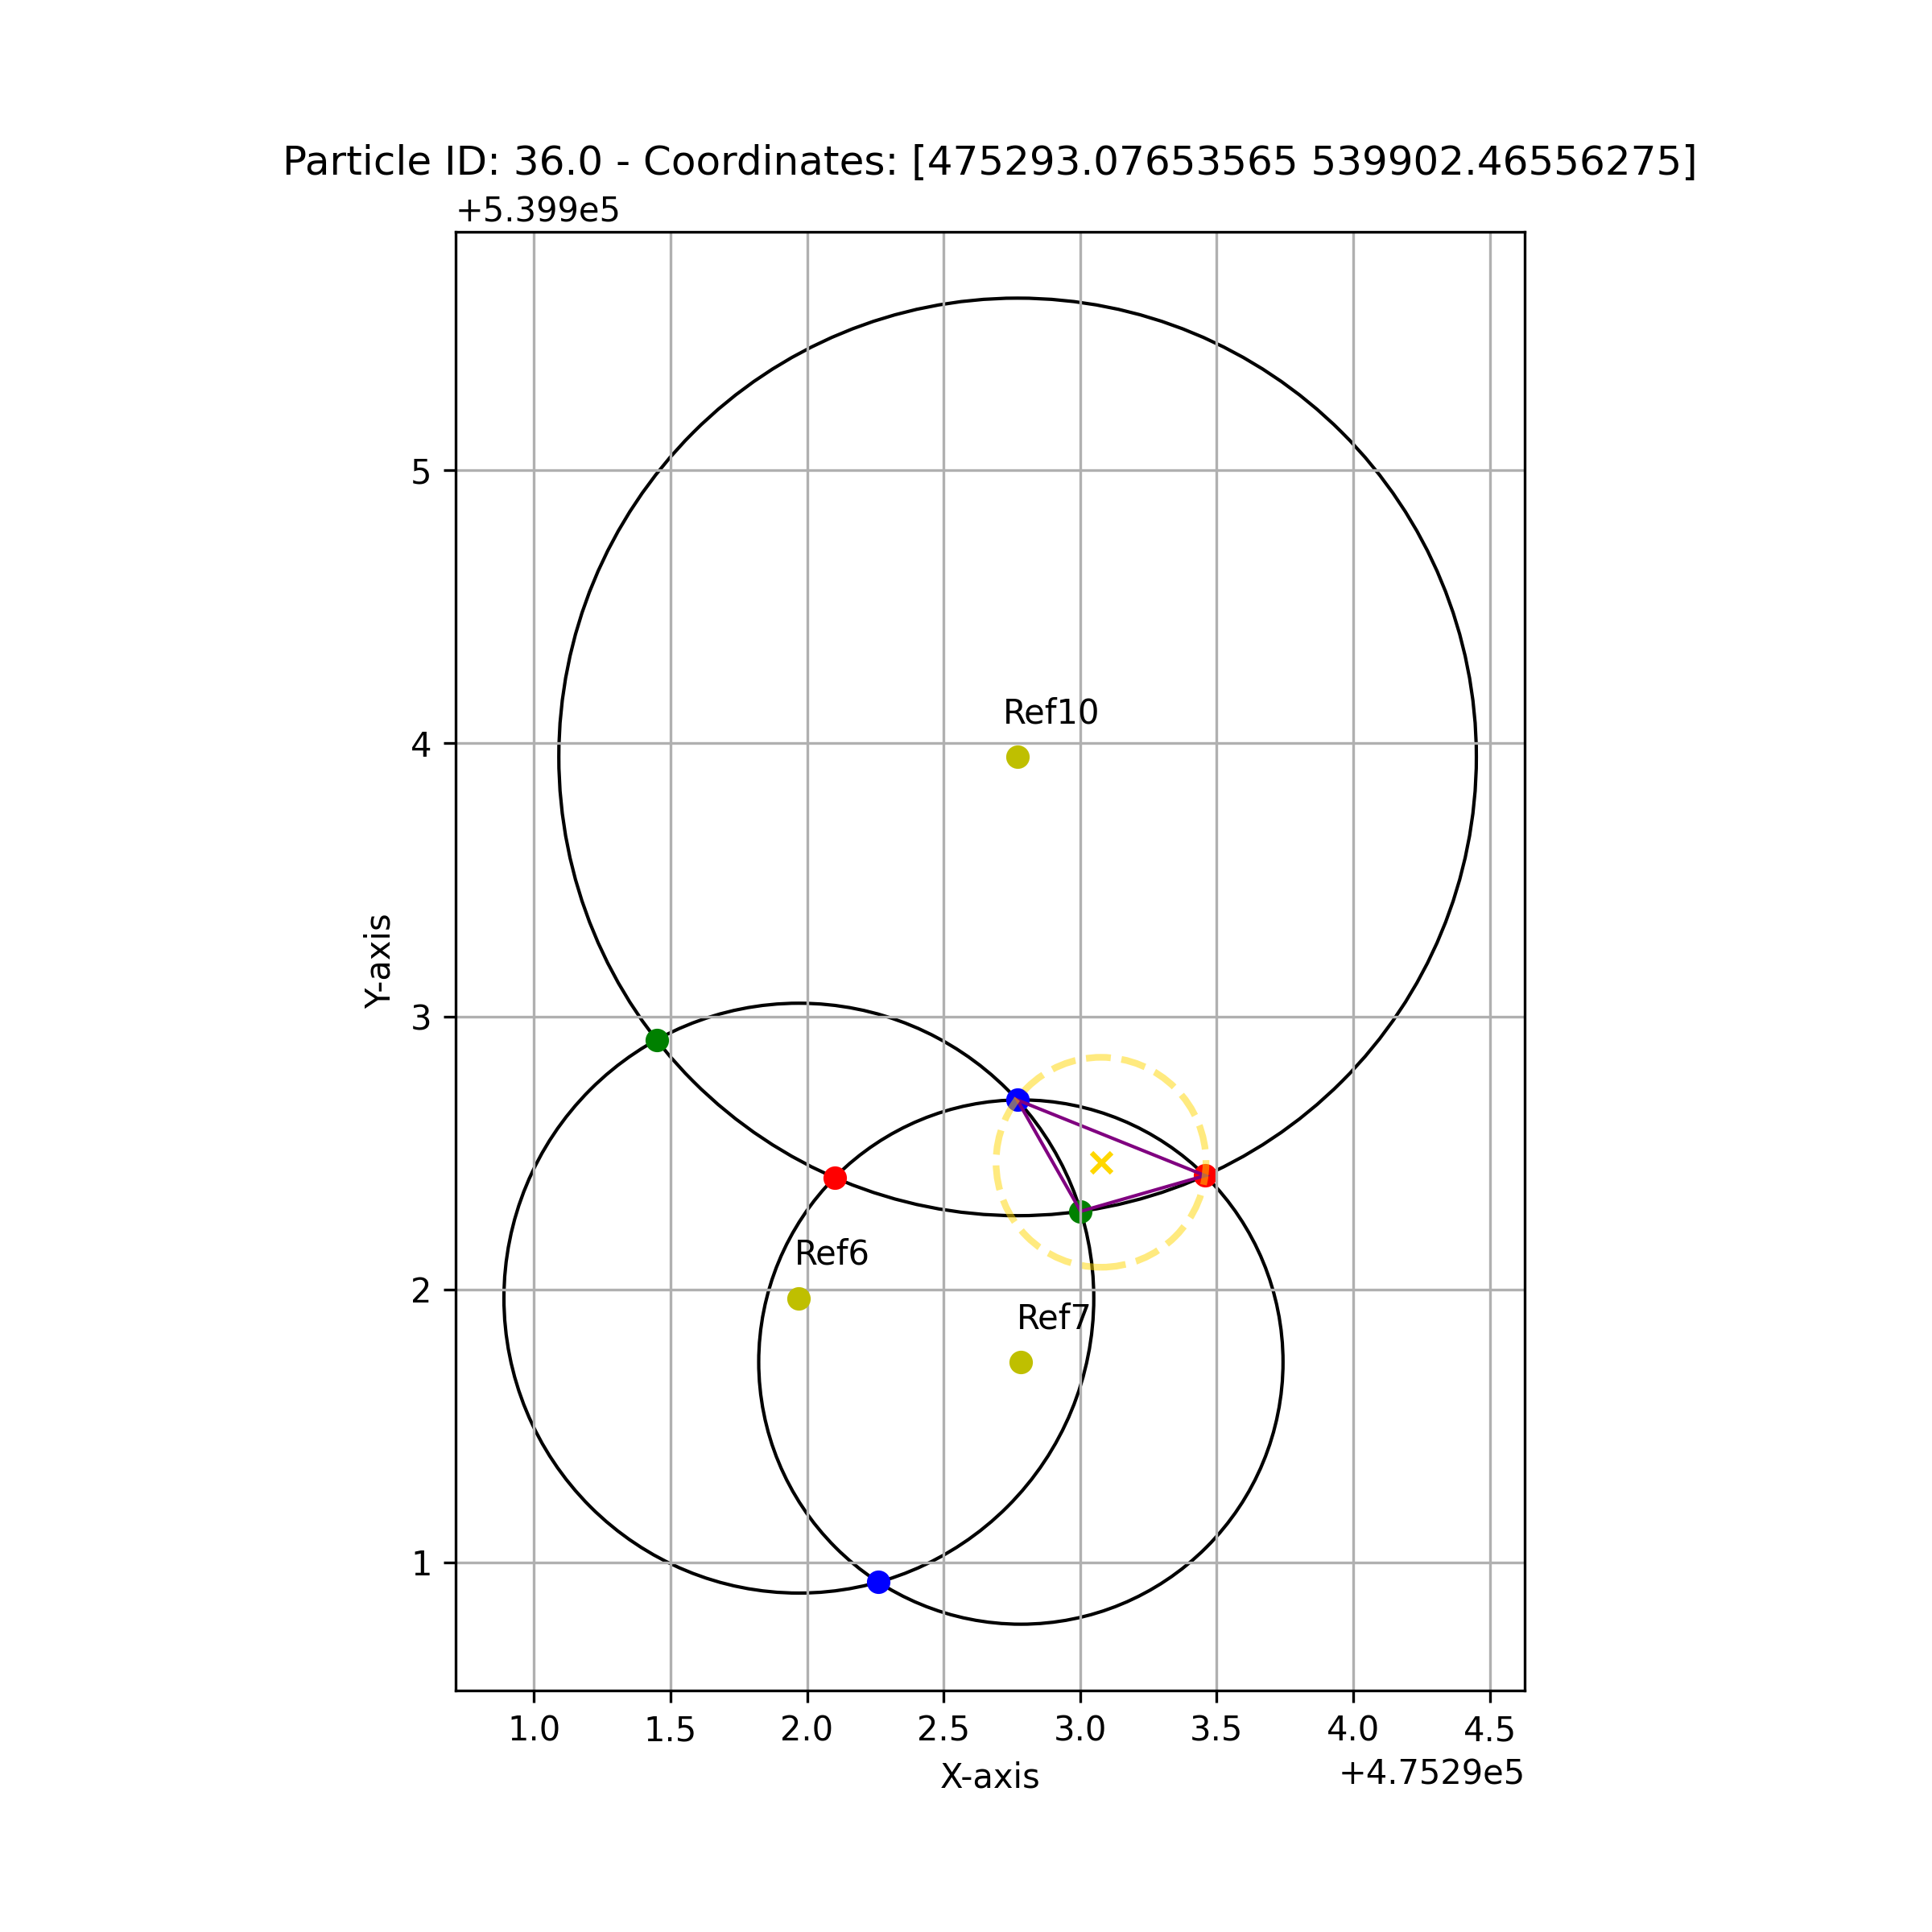 Particle ID: 36.0 - Coordinates: [475293.07653565 539902.46556275]
+5.399e5
5
Ref10
4
Y-axis
3
Ref6
2
Ref7
1
1.0 1.5 2.0 2.5 3.0 3.5 4.0 4.5
X-axis
+4.7529e5